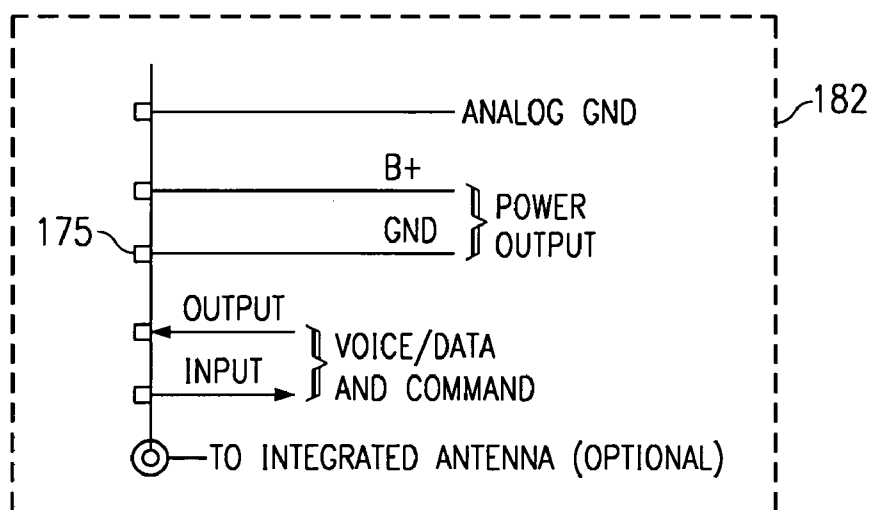 ANALOG GND
182
B+
POWER
175
GND
OUTPUT
OUTPUT
VOICE/DATA
INPUT
AND COMMAND
TO INTEGRATED ANTENNA (OPTIONAL)